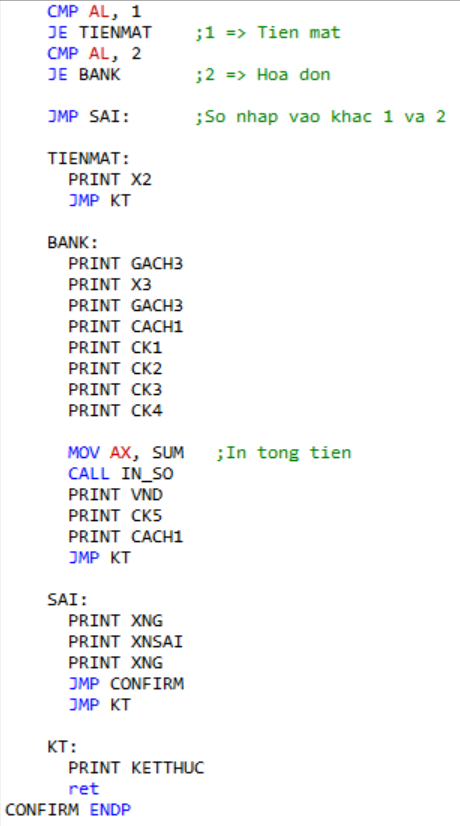 CMP AL, 1
JE TIENMAT    ;1 => Tien mat
CMP AL, 2
JE BANK       ;2 => Hoa don
JMP SAI:      ;So nhap vao khac 1 va 2
TIENMAT:
PRINT X2
JMP KT
BANK:
PRINT GACH3
PRINT X3
PRINT GACH3
PRINT CACH1
PRINT CK1
PRINT CK2
PRINT CK3
PRINT CK4
MOV AX, SUM   ;In tong tien
CALL IN_SO
PRINT VND
PRINT CK5
PRINT CACH1
JMP KT
SAI:
PRINT XNG
PRINT XNSAI
PRINT XNG
JMP CONFIRM
JMP KT
KT:
PRINT KETTHUC
ret
CONFIRM ENDP